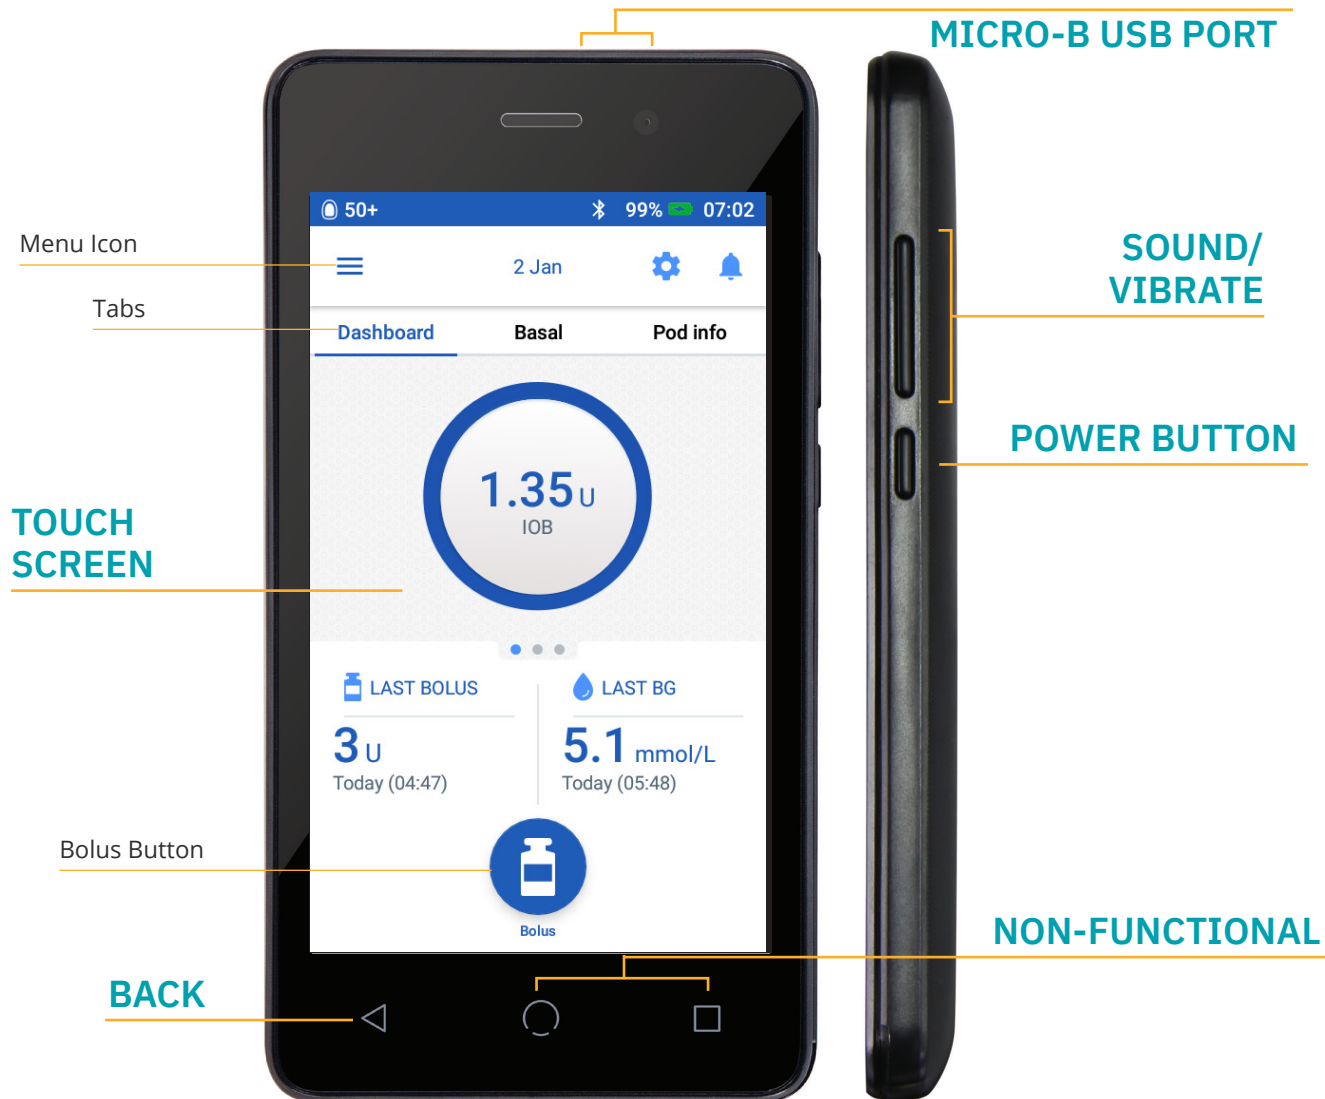 MICRO-B USB PORT
50+ 99% 07:02
Menu Icon
2 Jan
SOUND/
VIBRATE
Tabs
Dashboard Basal Pod info
POWER BUTTON
1.35 U
IOB
TOUCH
SCREEN
LAST BOLUS
3 U
Today (04:47)
LAST BG
5.1 mmol/L
Today (05:48)
Bolus Button
Bolus
NON-FUNCTIONAL
BACK